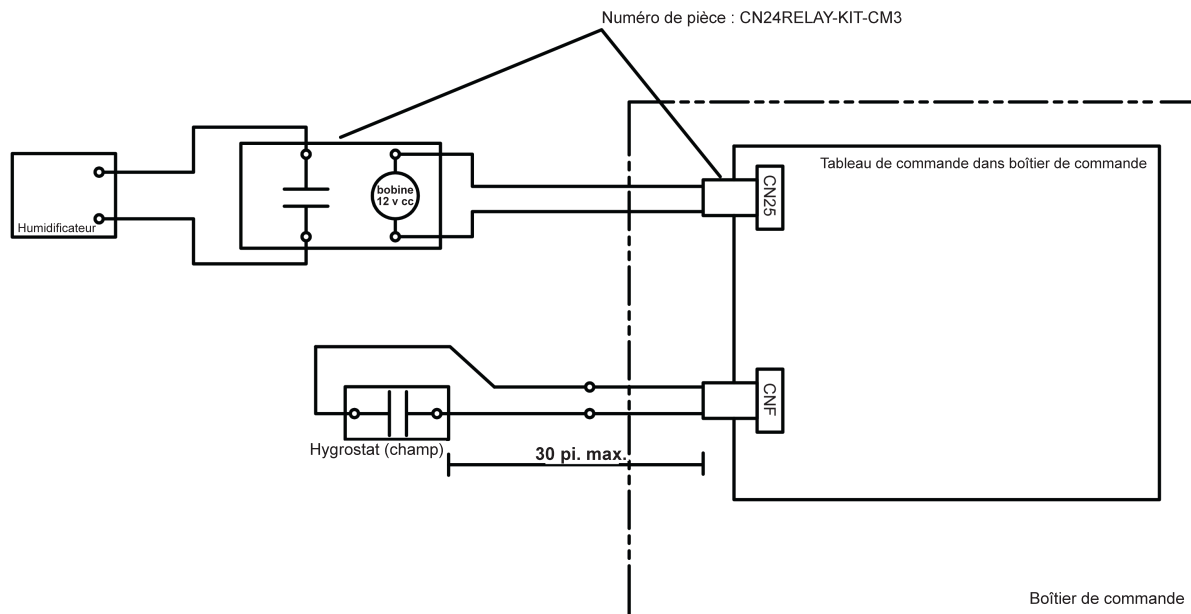 Numéro de pièce : CN24RELAY-KIT-CM3
Tableau de commande dans boîtier de commande
CN25
bobine
12 v cc
Humidificateur
CNF
Hygrostat (champ)
30 pi. max.
Boîtier de commande